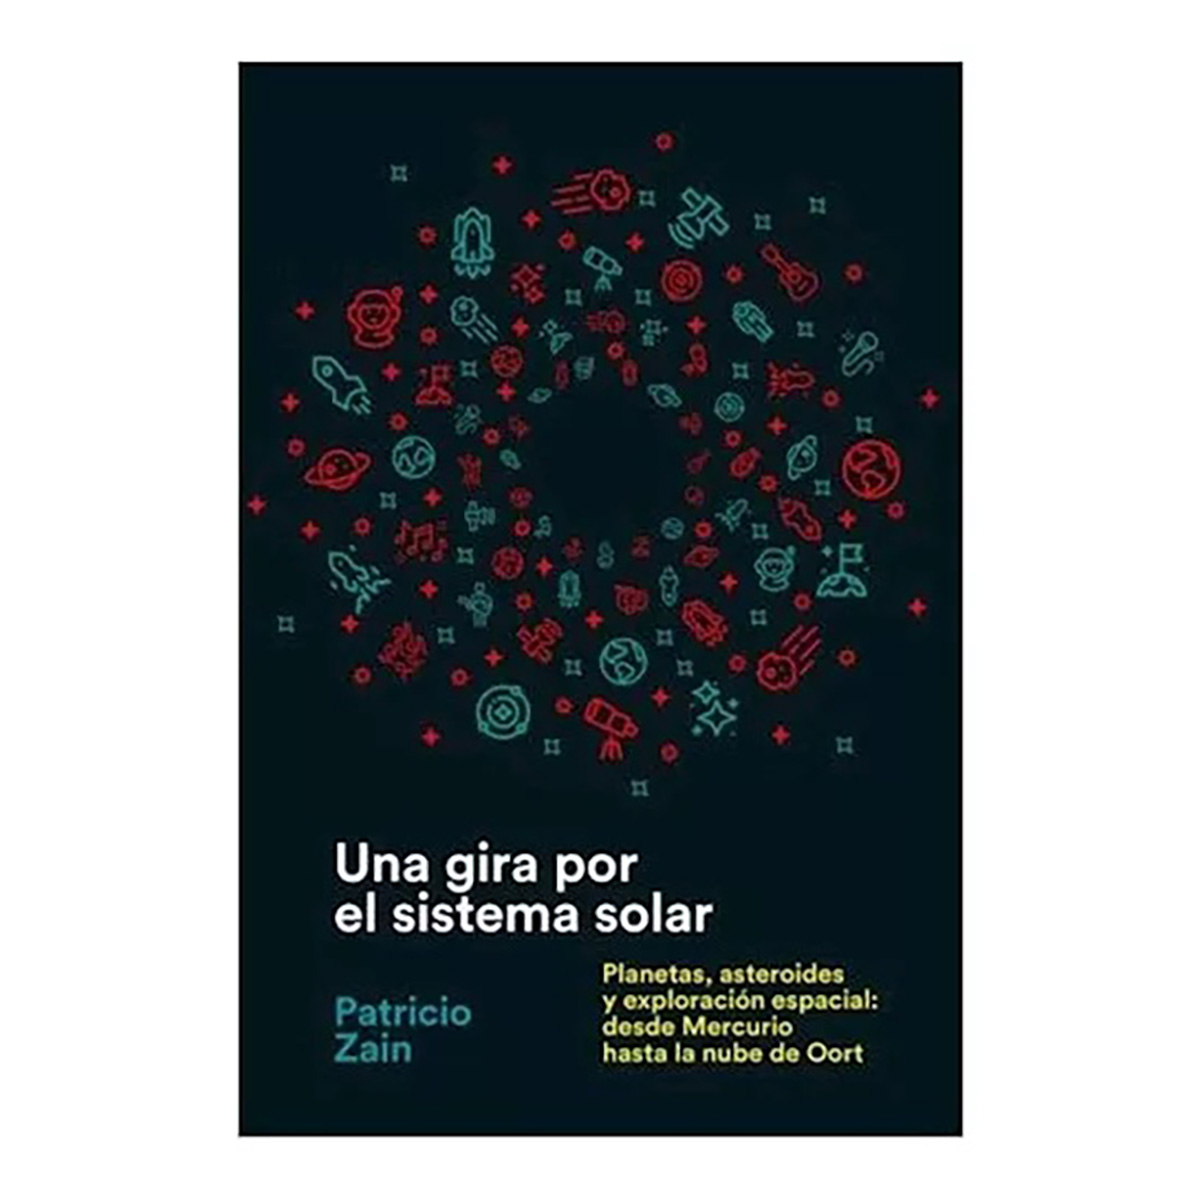 Una gira por
el sistema solar
Planetas, asteroides
y exploración espacial:
desde Mercurio
hasta la nube de Oort
Patricio
Zain